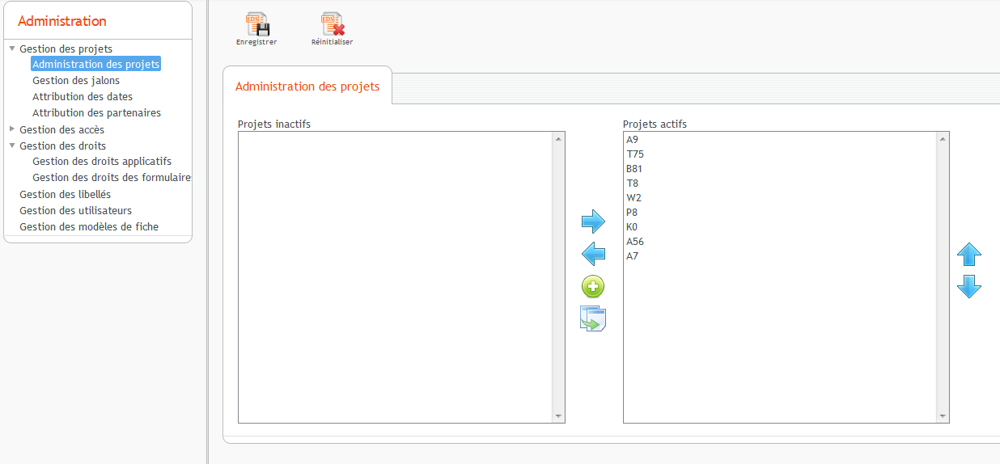 Administration
Gestion des projets
Administration des projets
Gestion des jalons
Attribution des dates
Attribution des partenaires
Gestion des accès
Gestion des droits
Gestion des droits applicatifs
Gestion des droits des formulaires
Gestion des libellés
Gestion des utilisateurs
Gestion des modèles de fiche
EDS
Enregistrer
EDS
Réinitialiser
Administration des projets
Projets inactifs
Projets actifs
A9
T75
B81
T8
W2
P8
K0
A56
A7